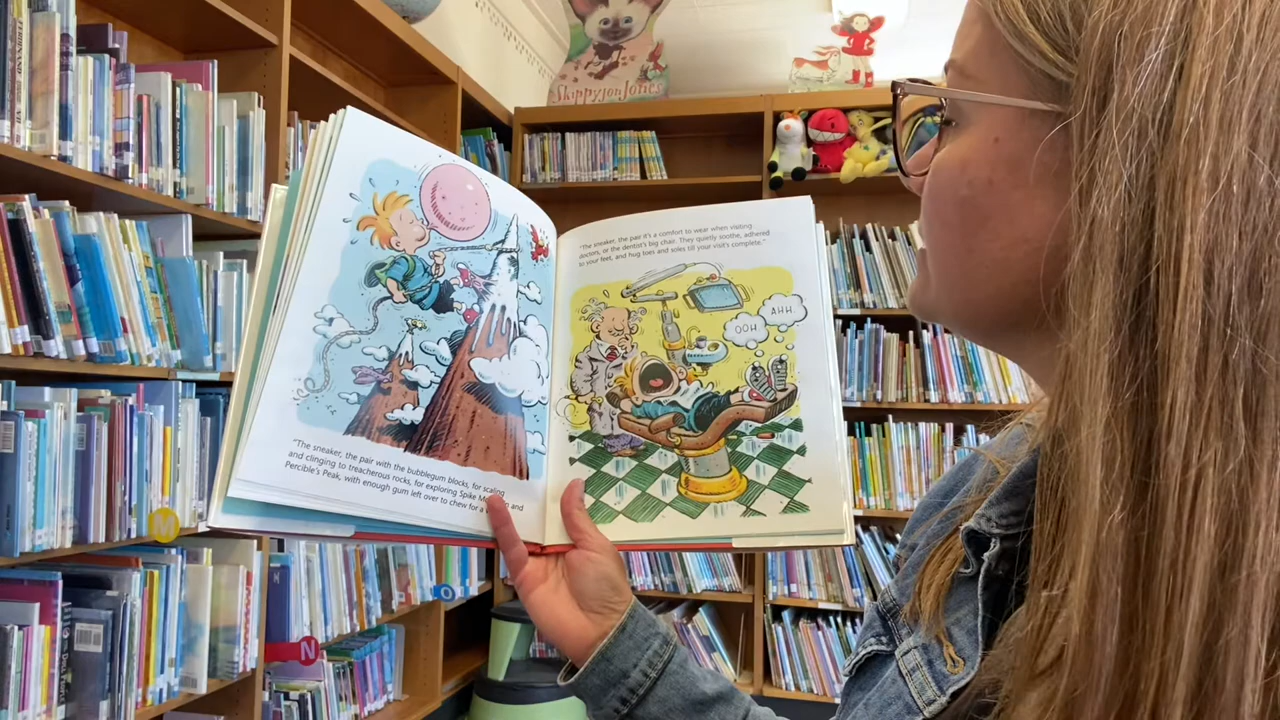 SkippyjonJones
"The sneaker, the pair it's a comfort to wear when visiting
doctors, or the dentist's big chair. They quietly soothe, adhered
to your feet, and hug toes and soles till your visit's complete."
AHH.
OOH.
"The sneaker, the pair with the bubblegum blocks, for scaling
and clinging to treacherous rocks, for exploring Spike and
Percible's Peak, with enough gum left over to chew for a
M
O
N